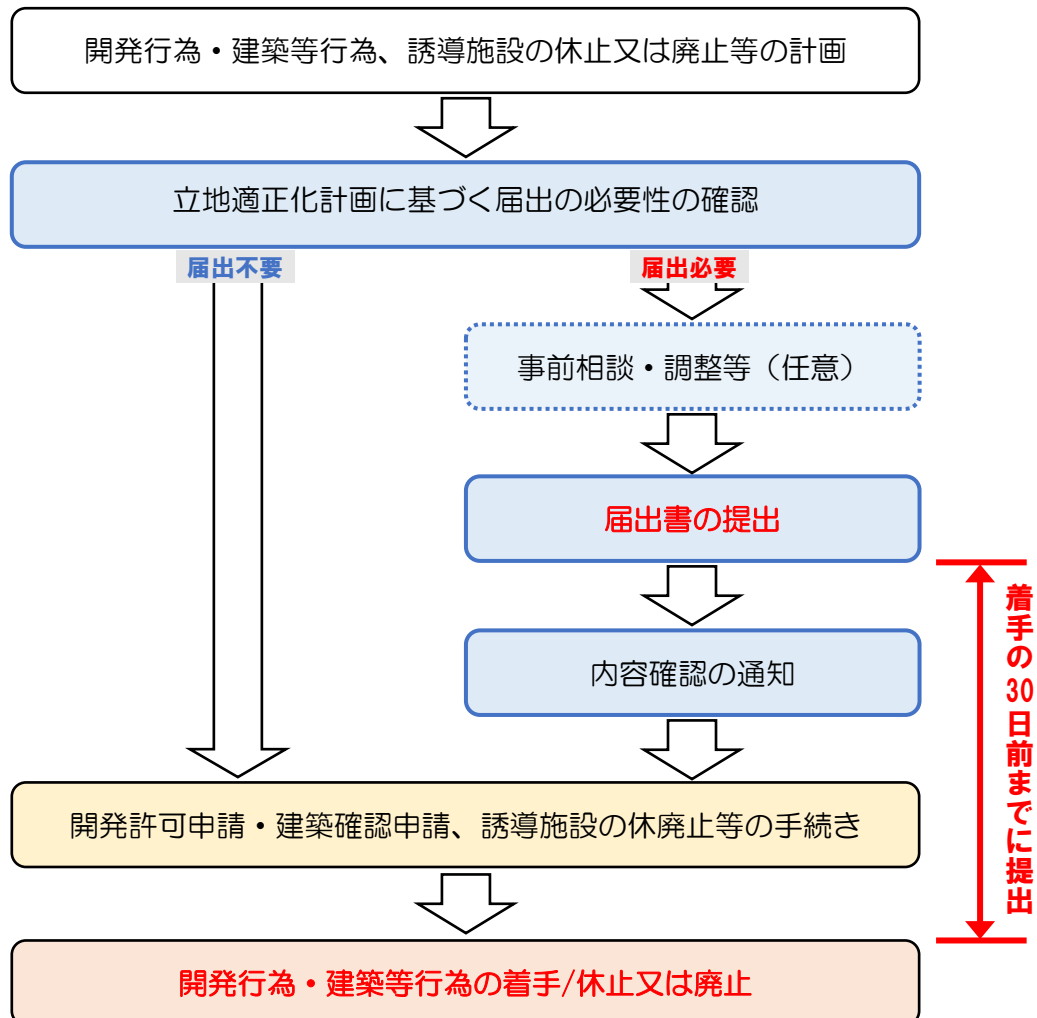 開発行為・建築等行為、誘導施設の休止又は廃止等の計画
立地適正化計画に基づく届出の必要性の確認
届出不要
届出必要
事前相談・調整等（任意）
届出書の提出
内容確認の通知
着手の30日前までに提出
開発許可申請・建築確認申請、誘導施設の休廃止等の手続き
開発行為・建築等行為の着手/休止又は廃止